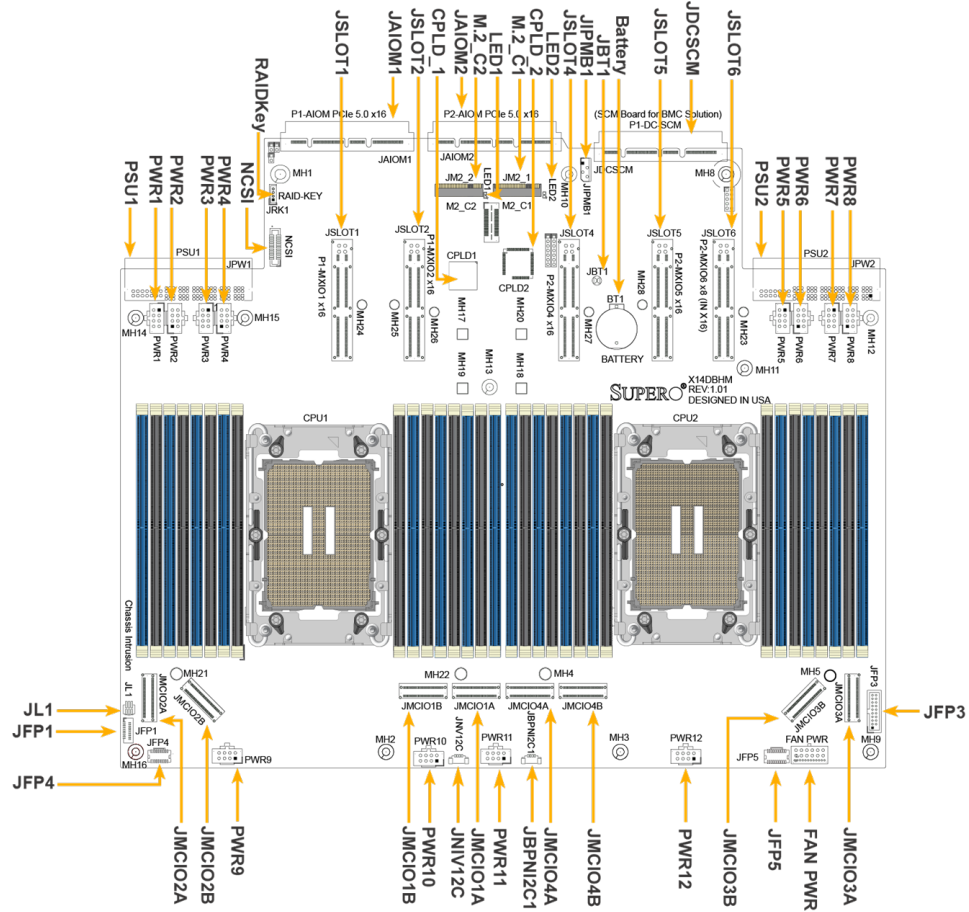 RAIDKey
JSLOT1
JAIOM1
JSLOT2
CPLD_1
JAIOM2
M.2_C2
LED1
M.2_C1
CPLD_2
LED2
JSLOT4
JIPMB1
JBT1
Battery
JSLOT5
JDCSCM
JSLOT6
PSU1
PWR1
PWR2
PWR3
PWR4
NCSI
PSU2
PWR5
PWR6
PWR7
PWR8
P1-AIOM PCIe 5.0 x16
P2-AIOM PCIe 5.0 x16
(SCM Board for BMC Solution)
P1-DC-SCM
JAIOM1
JAIOM2
JDCSCM
MH1
RAID-KEY
JRK1
NCSI
JM2_2
LED1
JM2_1
M2_C2
M2_C1
MH10
LED2
JIPMB1
MH8
PSU1
JPW1
PSU2
JPW2
JSLOT1
P1-MXIO1 x16
JSLOT2
P1-MXIO2 x16
CPLD1
CPLD2
JSLOT4
P2-MXIO4 x16
JBT1
BT1
BATTERY
JSLOT5
P2-MXIO5 x16
JSLOT6
P2-MXIO6 x8 (IN X16)
MH14
PWR1
PWR2
PWR3
PWR4
MH15
MH24
MH25
MH26
MH17
MH20
MH27
MH28
MH23
PWR5
PWR6
PWR7
PWR8
MH12
MH19
MH13
MH18
MH11
SUPER
X14DBHM
REV:1.01
DESIGNED IN USA
CPU1
CPU2
Chassis Intrusion
JL1
JMCIO2A
MH21
JMCIO2B
MH22
MH4
JMCIO1B
JMCIO1A
JMCIO4A
JMCIO4B
MH5
JMCIO3B
JMCIO3A
JFP3
JFP1
JFP4
MH16
PWR9
MH2
PWR10
JNV12C
PWR11
JBPNI2C1
MH3
PWR12
JFP5
FAN PWR
MH9
JL1
JFP1
JFP4
JFP3
JMCIO2A
JMCIO2B
PWR9
JMCIO1B
PWR10
JNIV12C
JMCIO1A
PWR11
JBPNI2C1
JMCIO4A
JMCIO4B
PWR12
JMCIO3B
JFP5
FAN PWR
JMCIO3A